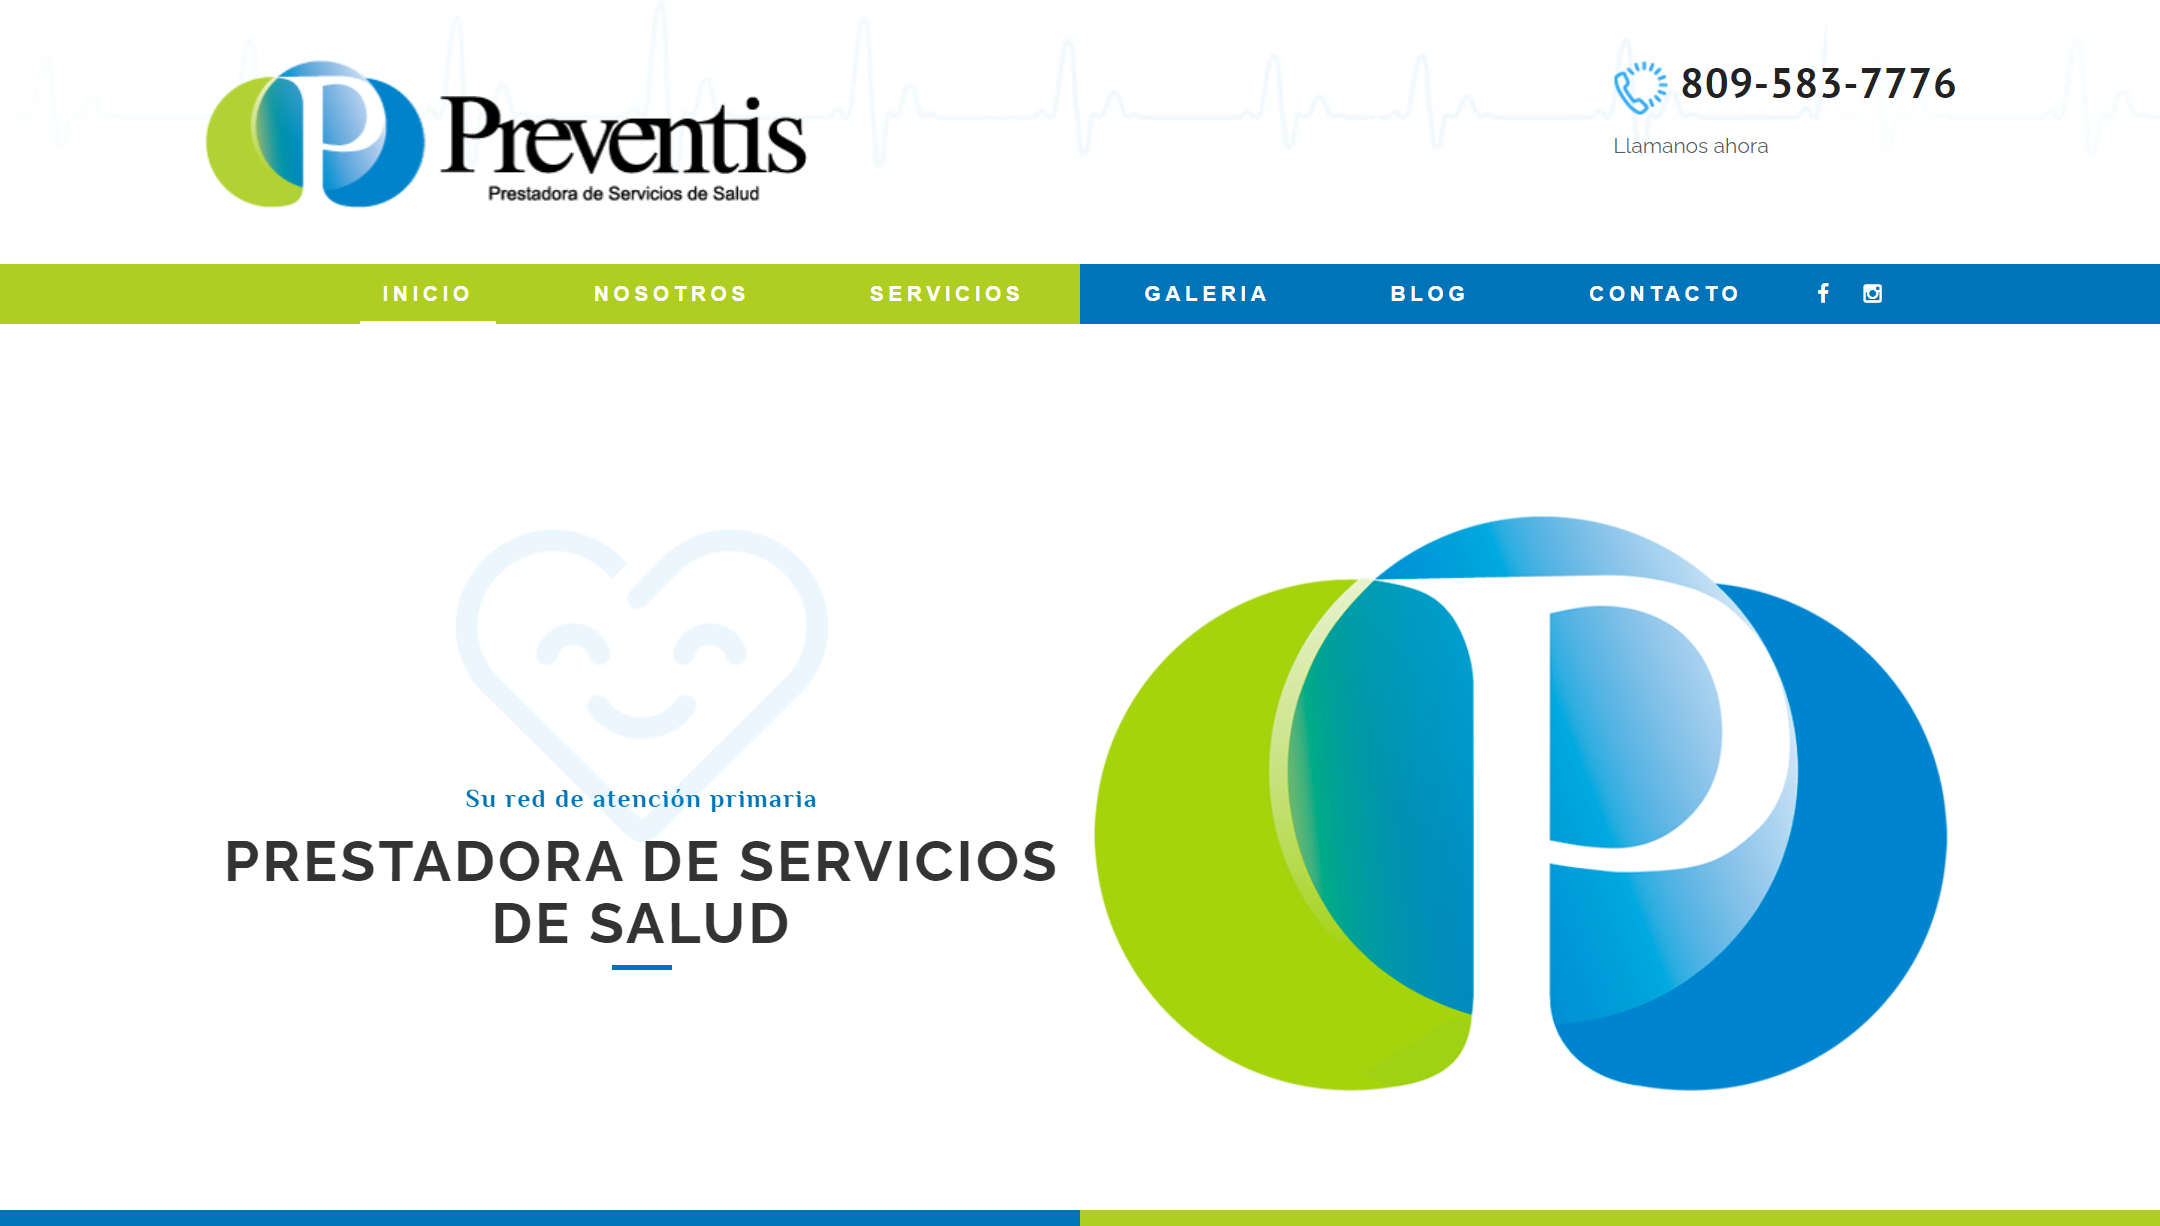 Preventis
Prestadora de Servicios de Salud
809-583-7776
Llamanos ahora
INICIO NOSOTROS SERVICIOS GALERIA BLOG CONTACTO
Su red de atención primaria
PRESTADORA DE SERVICIOS
DE SALUD